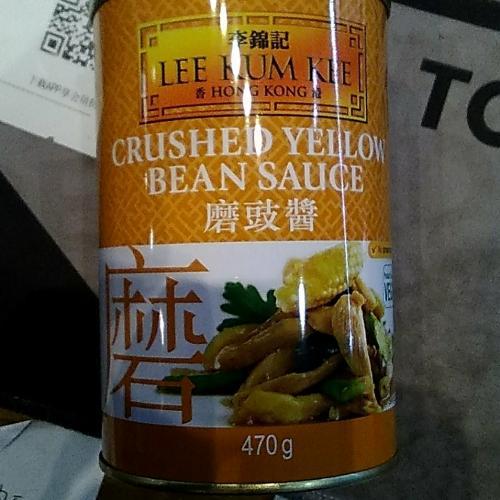 李錦記
LEE KUM KEE
香 HONG KONG 港
CRUSHED YELLOW
BEAN SAUCE
磨豉醬
磨
470g
TO